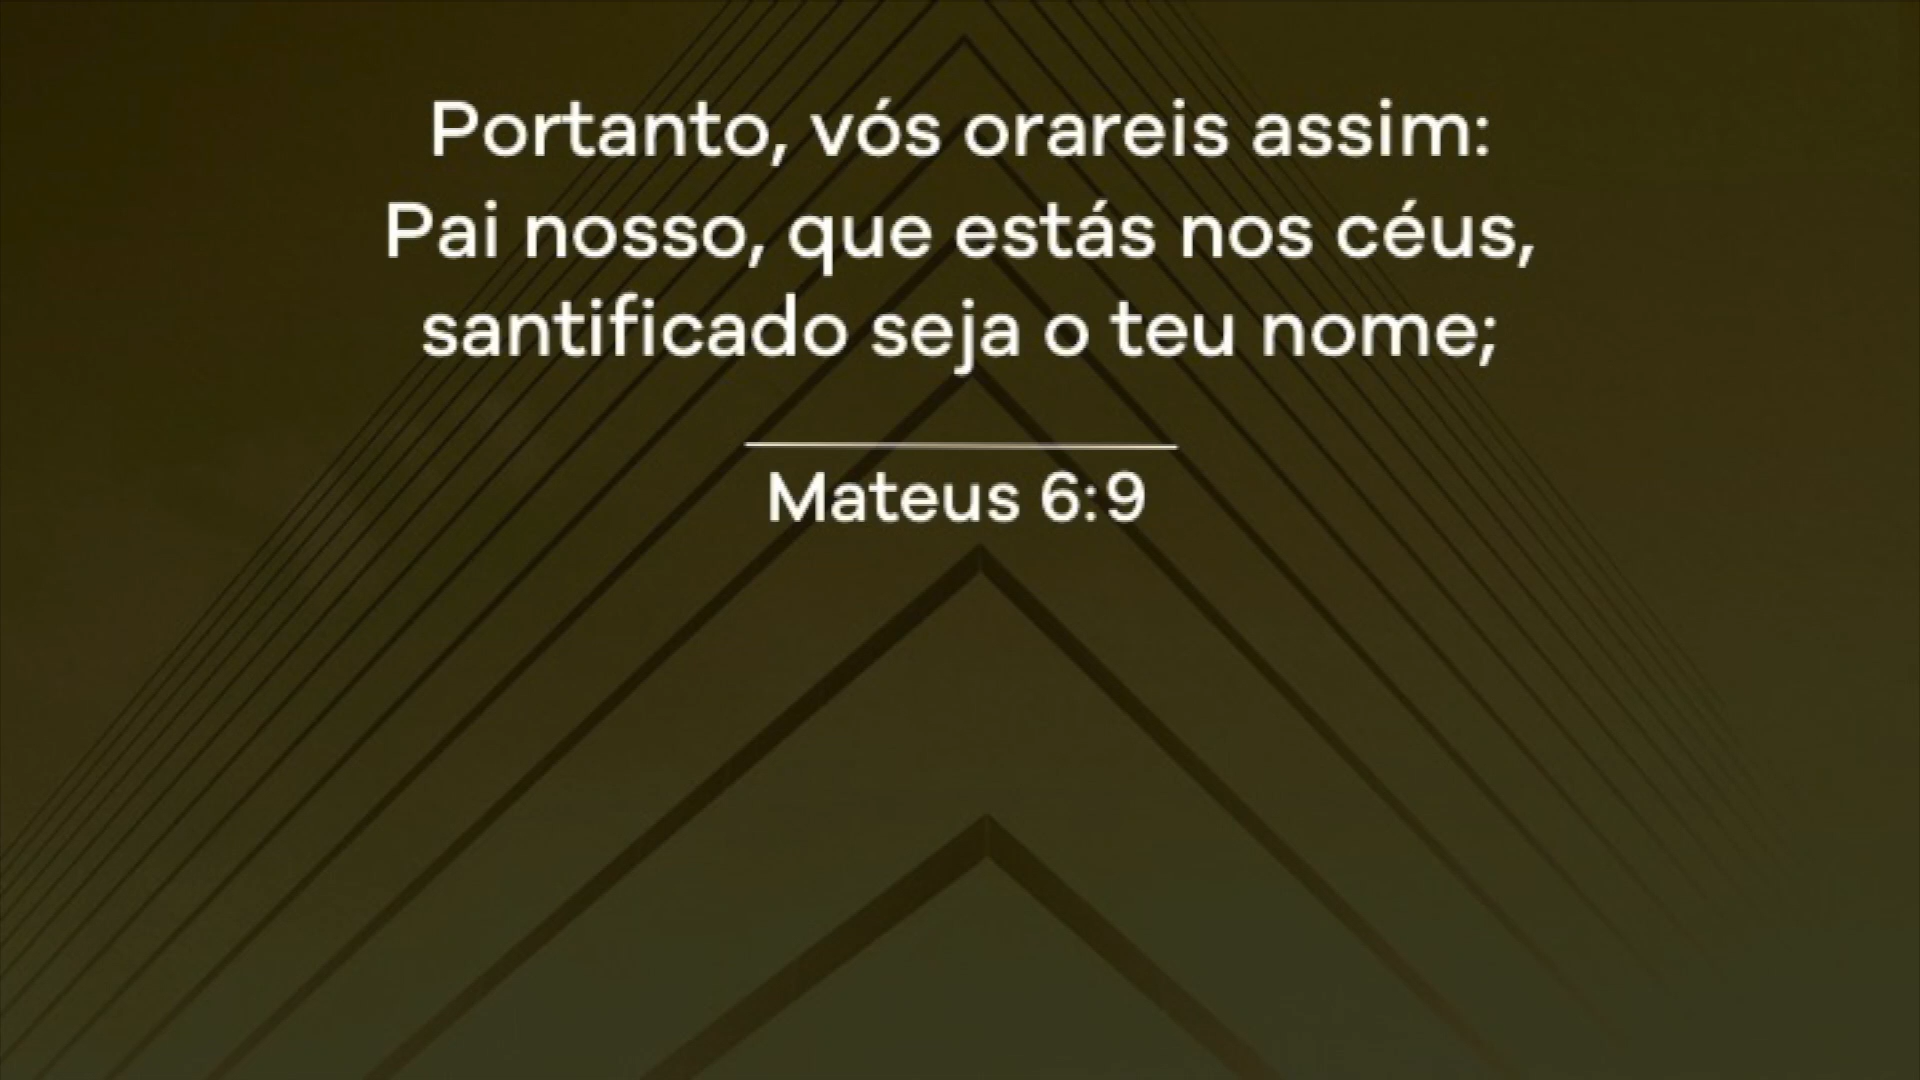 Portanto, vós orareis assim:
Pai nosso, que estás nos céus,
santificado seja o teu nome;
Mateus 6:9